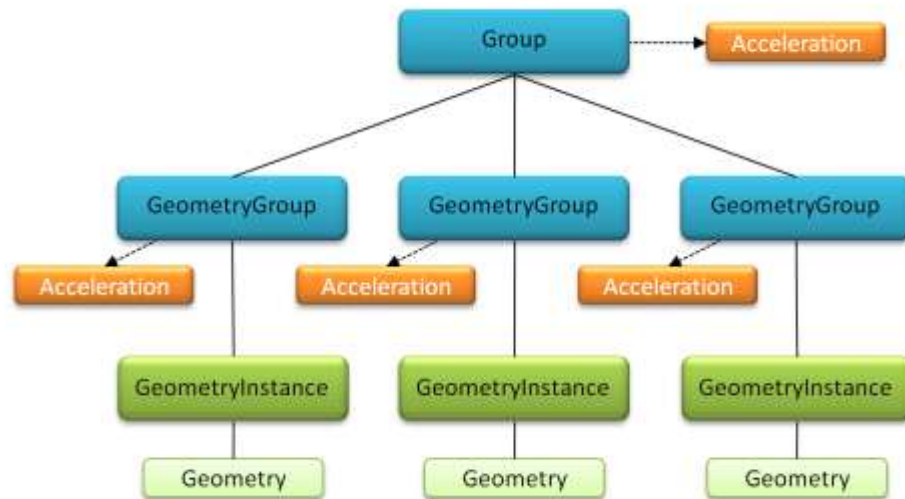 Group
Acceleration
GeometryGroup
GeometryGroup
GeometryGroup
Acceleration
Acceleration
Acceleration
GeometryInstance
GeometryInstance
GeometryInstance
Geometry
Geometry
Geometry